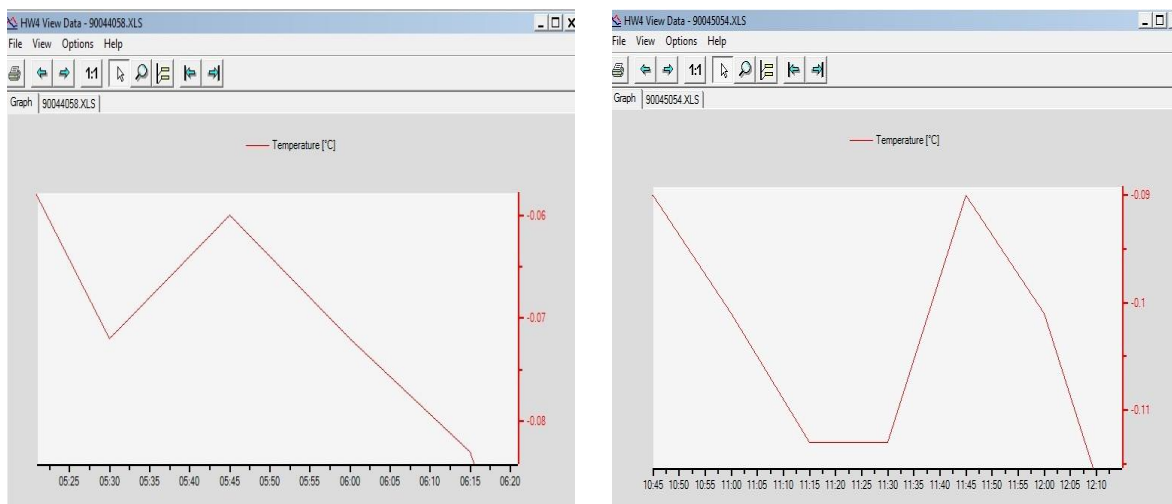 HW4 View Data - 90044058.XLS
File View Options Help
1:1
Graph 90044058.XLS
Temperature [°C]
-0.06
-0.07
-0.08
05:25 05:30 05:35 05:40 05:45 05:50 05:55 06:00 06:05 06:10 06:15 06:20
HW4 View Data - 90045054.XLS
File View Options Help
1:1
Graph 90045054.XLS
Temperature [°C]
-0.09
-0.1
-0.11
10:45 10:50 10:55 11:00 11:05 11:10 11:15 11:20 11:25 11:30 11:35 11:40 11:45 11:50 11:55 12:00 12:05 12:10